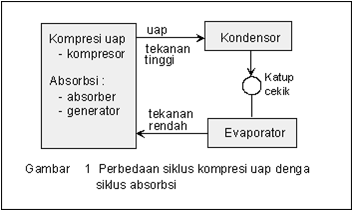 Kompresi uap
- kompresor
Absorbsi :
- absorber
- generator
uap
tekanan
tinggi
Kondensor
Katup
cekik
tekanan
rendah
Evaporator
Gambar 1 Perbedaan siklus kompresi uap denga
siklus absorbsi